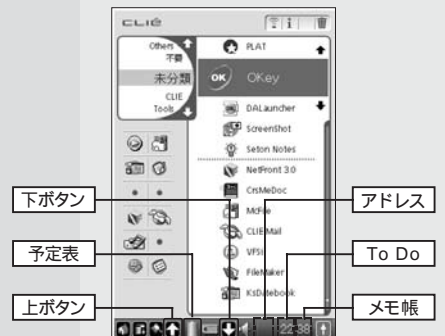 CLIÉ
Others
不要
未分類
CLIE
Tools
PLAT
OK
OKey
DALauncher
ScreenShot
Seton Notes
NetFront 3.0
CrsMeDoc
McFile
CLIE Mail
VFSI
FileMaker
KsDatebook
下ボタン
予定表
上ボタン
アドレス
To Do
メモ帳
22:38